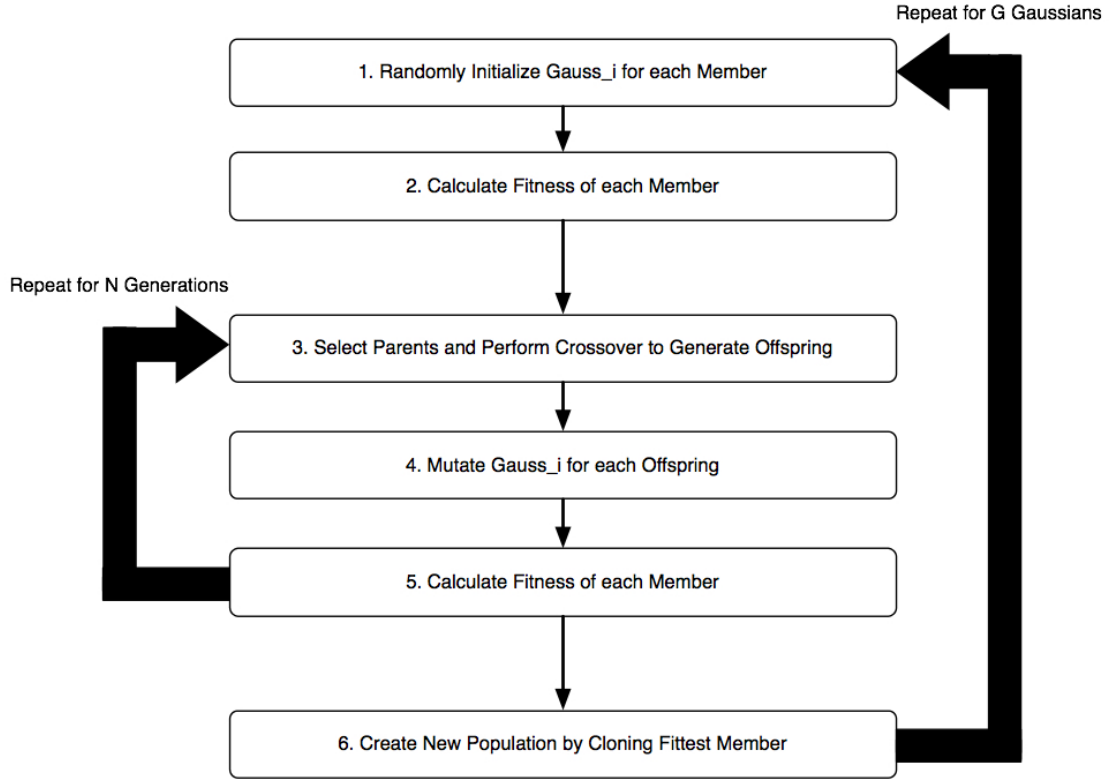 Repeat for G Gaussians
1. Randomly Initialize Gauss_i for each Member
2. Calculate Fitness of each Member
Repeat for N Generations
3. Select Parents and Perform Crossover to Generate Offspring
4. Mutate Gauss_i for each Offspring
5. Calculate Fitness of each Member
6. Create New Population by Cloning Fittest Member